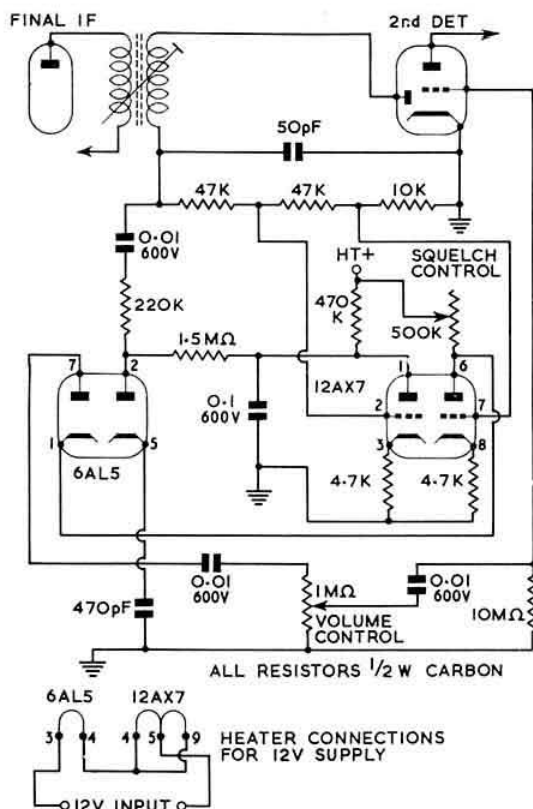 FINAL IF
2nd DET
50pF
47K
47K
10K
0·01
600V
HT+
SQUELCH
CONTROL
220K
470
K
500K
1·5MΩ
7
2
1
6
12AX7
0·1
600V
2
7
1
5
6AL5
3
8
4·7K
4·7K
0·01
600V
1MΩ
0·01
600V
470pF
VOLUME
CONTROL
10MΩ
ALL RESISTORS 1/2 W CARBON
6AL5
12AX7
3
4
4
5
9
HEATER CONNECTIONS
FOR 12V SUPPLY
12V INPUT